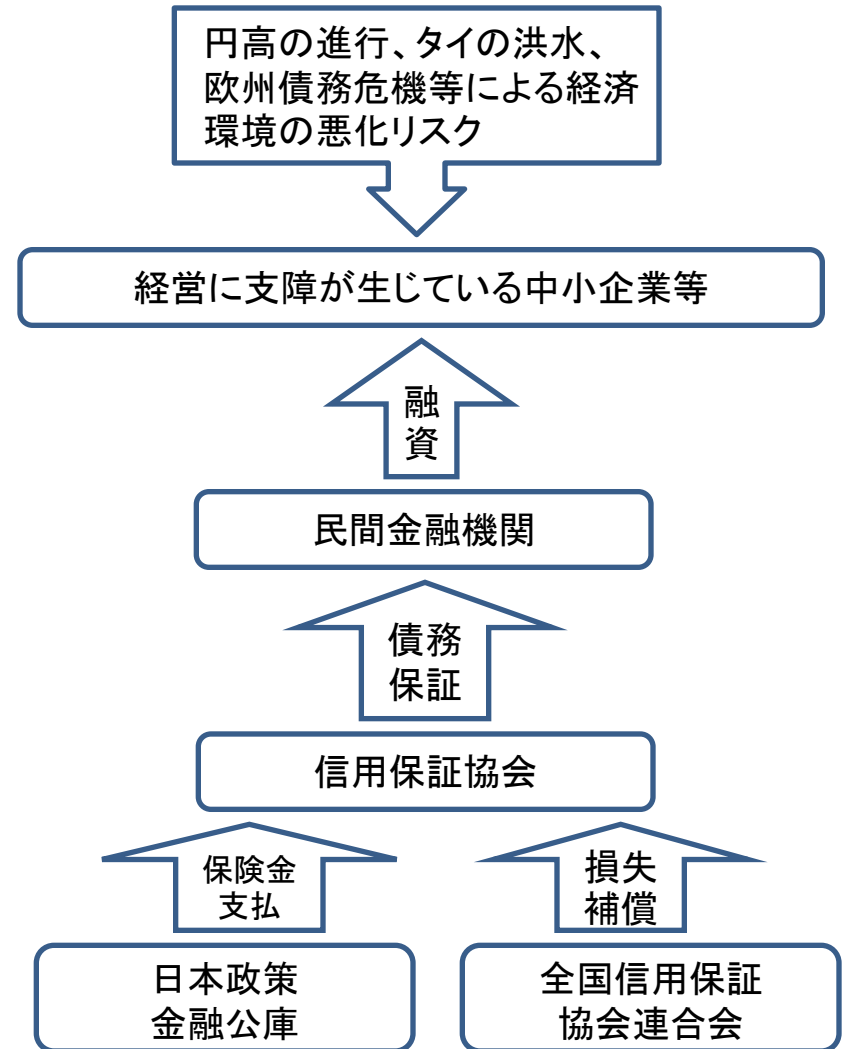 円高の進行、タイの洪水、
欧州債務危機等による経済
環境の悪化リスク
経営に支障が生じている中小企業等
融
資
民間金融機関
債務
保証
信用保証協会
保険金
支払
損失
補償
日本政策
金融公庫
全国信用保証
協会連合会